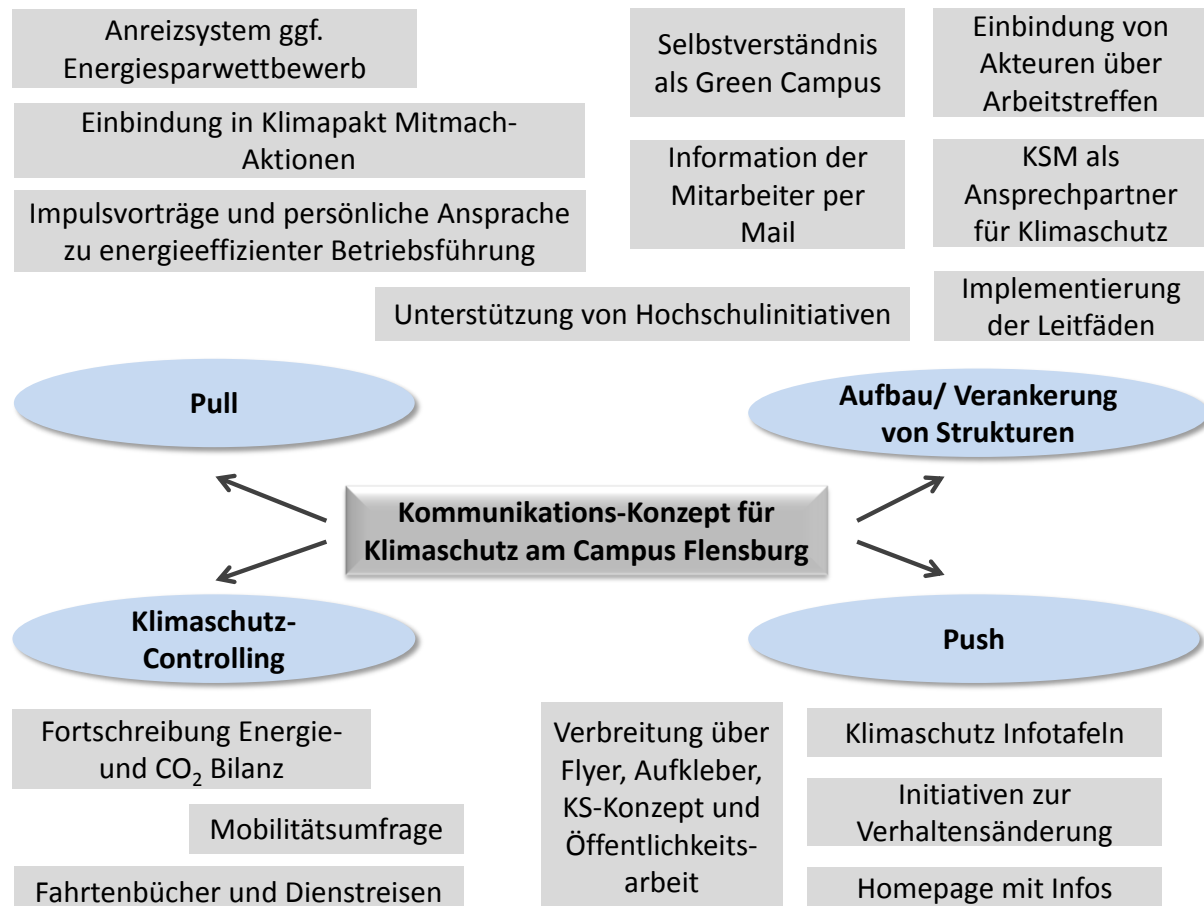 Anreizsystem ggf.
Energiesparwettbewerb
Einbindung in Klimapakt Mitmach-
Aktionen
Impulsvorträge und persönliche Ansprache
zu energieeffizienter Betriebsführung
Selbstverständnis
als Green Campus
Einbindung von
Akteuren über
Arbeitstreffen
Information der
Mitarbeiter per
Mail
KSM als
Ansprechpartner
für Klimaschutz
Unterstützung von Hochschulinitiativen
Implementierung
der Leitfäden
Pull
Aufbau/ Verankerung
von Strukturen
Kommunikations-Konzept für
Klimaschutz am Campus Flensburg
Klimaschutz-
Controlling
Push
Fortschreibung Energie-
und CO₂ Bilanz
Mobilitätsumfrage
Fahrtenbücher und Dienstreisen
Verbreitung über
Flyer, Aufkleber,
KS-Konzept und
Öffentlichkeits-
arbeit
Klimaschutz Infotafeln
Initiativen zur
Verhaltensänderung
Homepage mit Infos